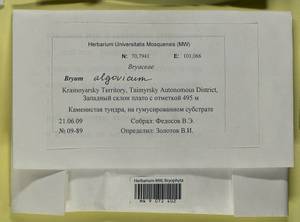 Herbarium Universitatis Mosquensis (MW)
N: 70,7941 E: 101,066
Bryaceae
Bryum algovicum
Krasnoyarsky Territory, Taimyrsky Autonomous District,
Западный склон плато с отметкой 495 м
Каменистая тундра, на гумусированном субстрате
21.06.09 Собрал: Федосов В.Э.
№ 09-89 Определил: Золотов В.И.
Herbarium MW, Bryophyta
MW 9 072 402